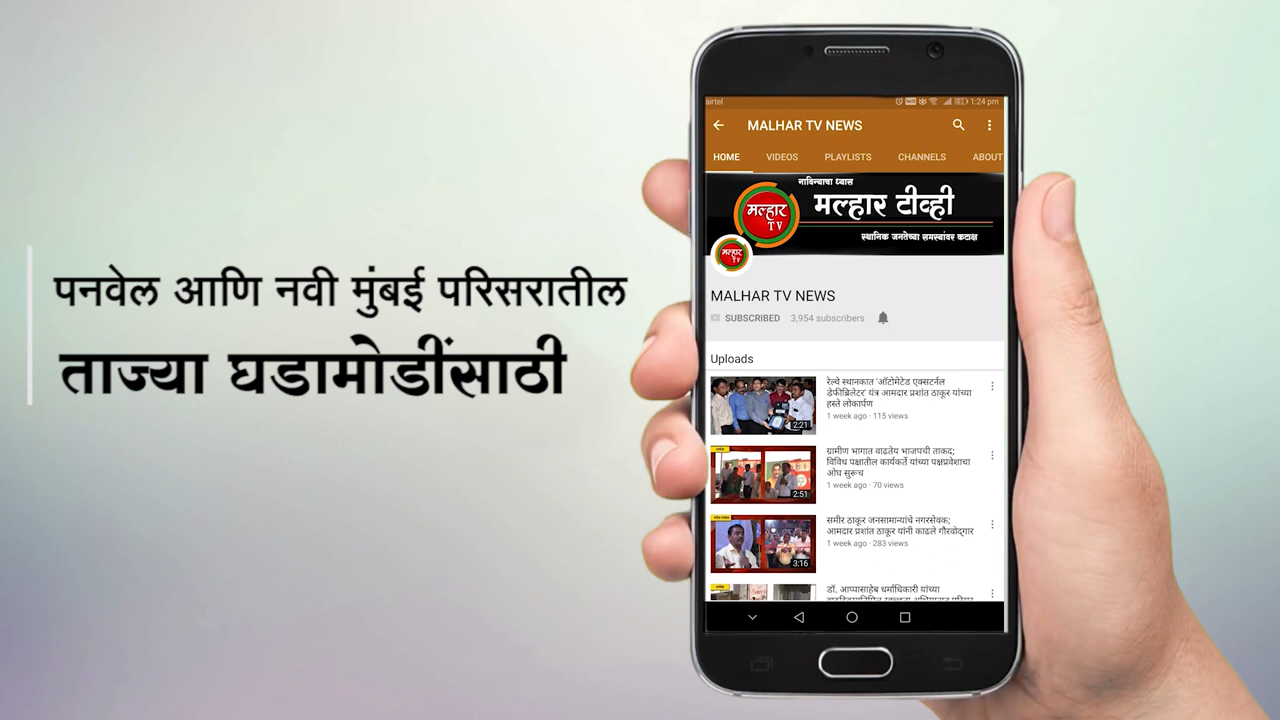 पनवेल आणि नवी मुंबई परिसरातील
ताज्या घडामोडींसाठी
airtel
1:24 pm
MALHAR TV NEWS
HOME VIDEOS PLAYLISTS CHANNELS ABOUT
नाविन्याचा ध्यास
मल्हार
TV
मल्हार टीव्ही
स्थानिक जनतेच्या समस्यांवर कटाक्ष
मल्हार
TV
MALHAR TV NEWS
SUBSCRIBED 3,954 subscribers
Uploads
रेल्वे स्थानकात 'ऑटोमेटेड एक्सटर्नल
डेफीब्रिलेटर' यंत्र आमदार प्रशांत ठाकूर यांच्या
हस्ते लोकार्पण
1 week ago · 115 views
2:21
ग्रामीण भागात वाढतेय भाजपची ताकद;
विविध पक्षातील कार्यकर्ते यांच्या पक्षप्रवेशाचा
ओघ सुरूच
1 week ago · 70 views
2:51
समीर ठाकूर जनसामान्यांचे नगरसेवक;
आमदार प्रशांत ठाकूर यांनी काढले गौरवोद्गार
1 week ago · 283 views
3:16
डॉ. आप्पासाहेब धर्माधिकारी यांच्या